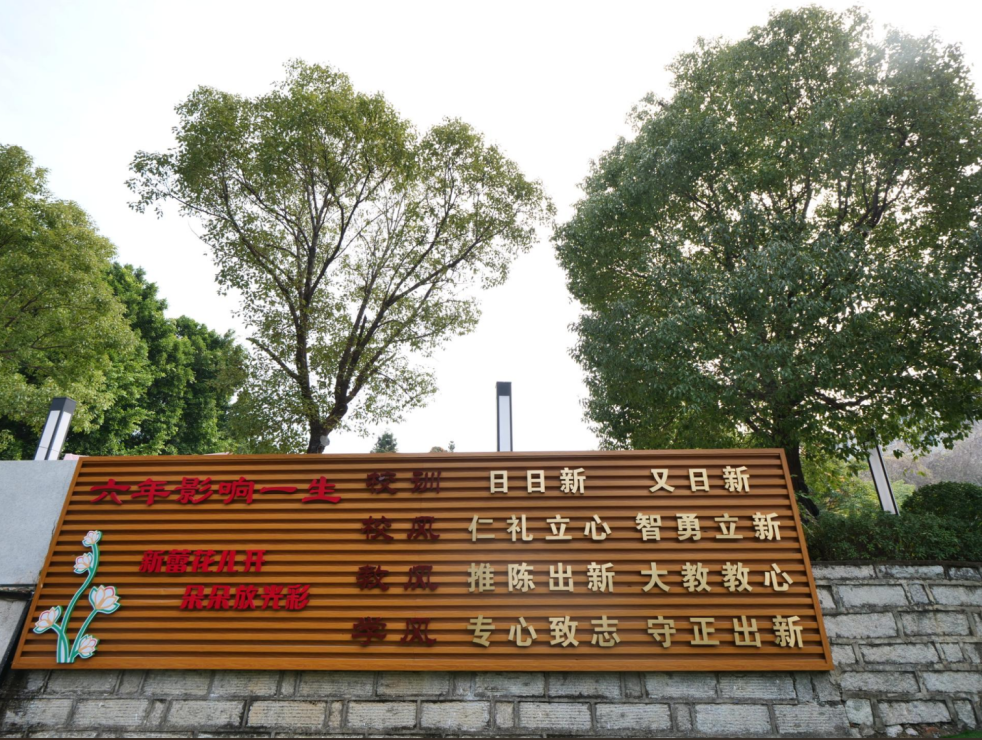 六年影响一生
新蕾花儿开
朵朵放光彩
校训 日日新 又日新
校风 仁礼立心 智勇立新
教风 推陈出新 大教教心
学风 专心致志 守正出新